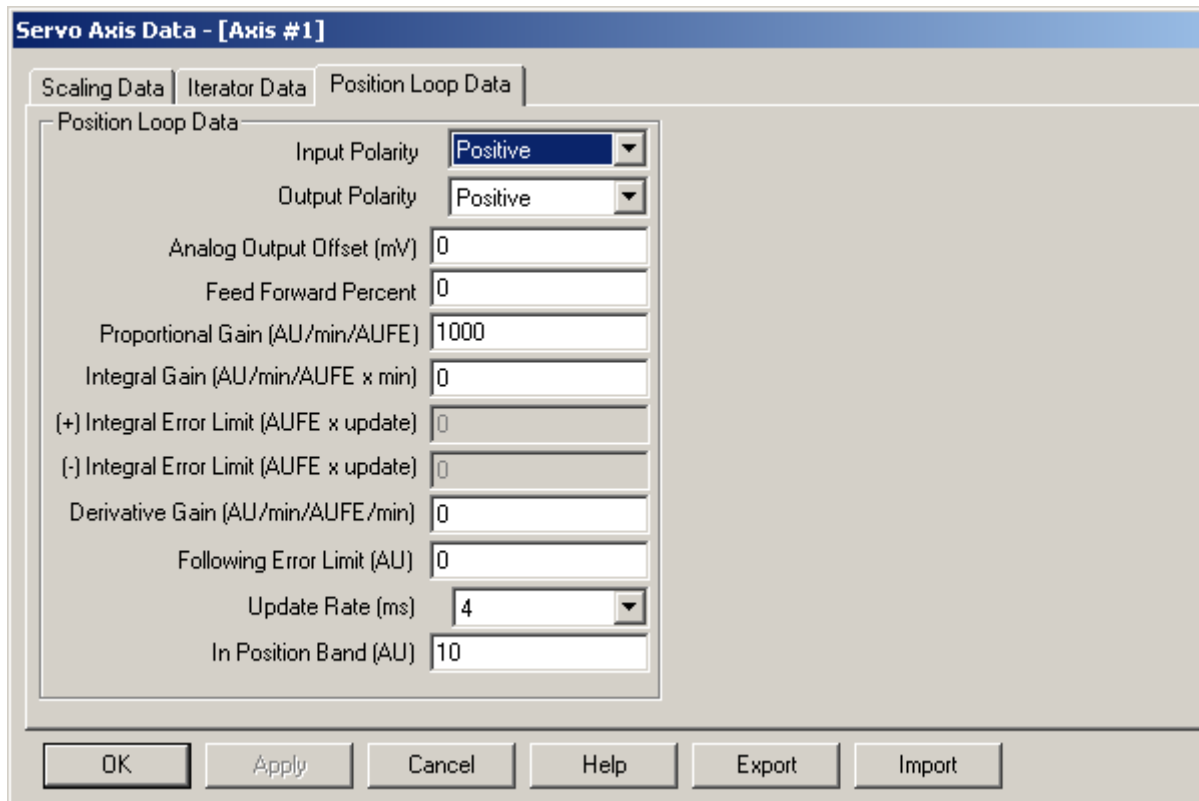 Servo Axis Data - [Axis #1]
Scaling Data Iterator Data Position Loop Data
Position Loop Data
Input Polarity Positive
Output Polarity Positive
Analog Output Offset (mV) 0
Feed Forward Percent 0
Proportional Gain (AU/min/AUFE) 1000
Integral Gain (AU/min/AUFE x min) 0
(+) Integral Error Limit (AUFE x update) 0
(-) Integral Error Limit (AUFE x update) 0
Derivative Gain (AU/min/AUFE/min) 0
Following Error Limit (AU) 0
Update Rate (ms) 4
In Position Band (AU) 10
OK Apply Cancel Help Export Import